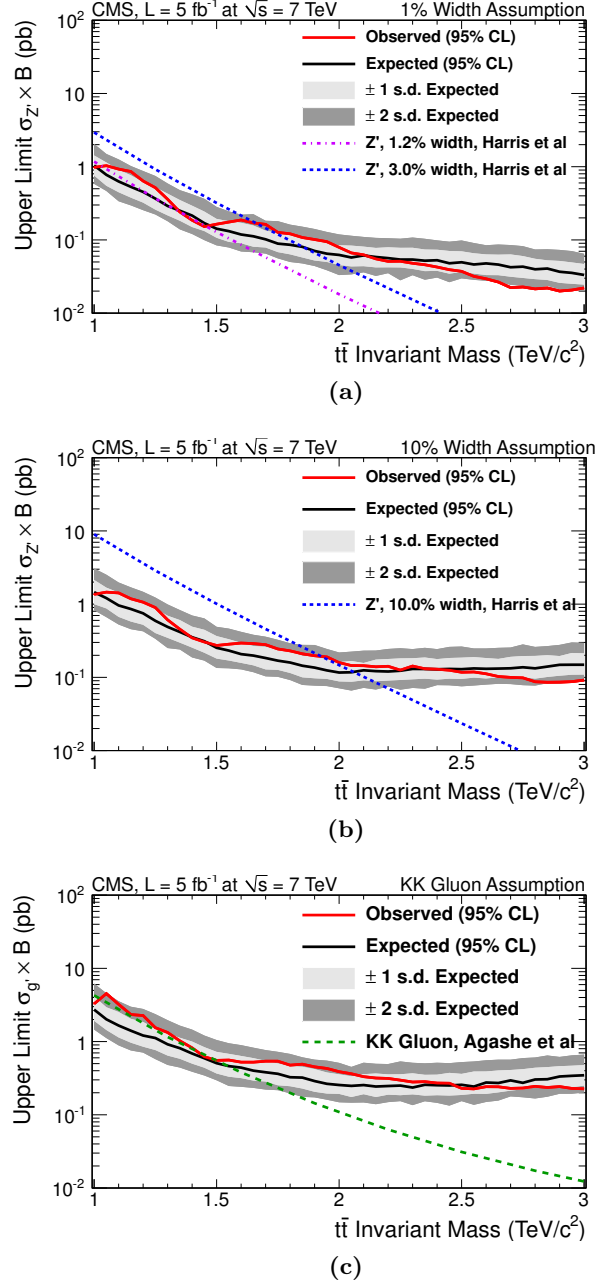 CMS, L = 5 fb⁻¹ at √s = 7 TeV 1% Width Assumption
Upper Limit σ_Z' × B (pb)
10²
10
1
10⁻¹
10⁻²
Observed (95% CL)
Expected (95% CL)
± 1 s.d. Expected
± 2 s.d. Expected
Z', 1.2% width, Harris et al
Z', 3.0% width, Harris et al
1 1.5 2 2.5 3
tt̄ Invariant Mass (TeV/c²)
(a)
CMS, L = 5 fb⁻¹ at √s = 7 TeV 10% Width Assumption
Upper Limit σ_Z' × B (pb)
10²
10
1
10⁻¹
10⁻²
Observed (95% CL)
Expected (95% CL)
± 1 s.d. Expected
± 2 s.d. Expected
Z', 10.0% width, Harris et al
1 1.5 2 2.5 3
tt̄ Invariant Mass (TeV/c²)
(b)
CMS, L = 5 fb⁻¹ at √s = 7 TeV KK Gluon Assumption
Upper Limit σ_g' × B (pb)
10²
10
1
10⁻¹
10⁻²
Observed (95% CL)
Expected (95% CL)
± 1 s.d. Expected
± 2 s.d. Expected
KK Gluon, Agashe et al
1 1.5 2 2.5 3
tt̄ Invariant Mass (TeV/c²)
(c)